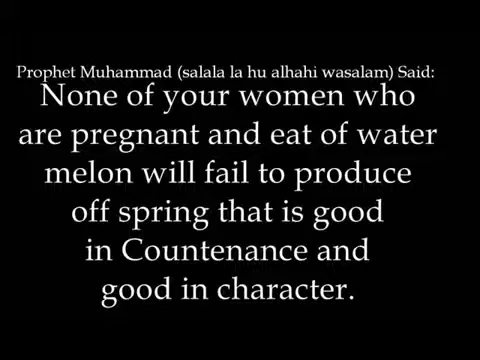 Prophet Muhammad (salala la hu alhahi wasalam) Said:
None of your women who
are pregnant and eat of water
melon will fail to produce
off spring that is good
in Countenance and
good in character.